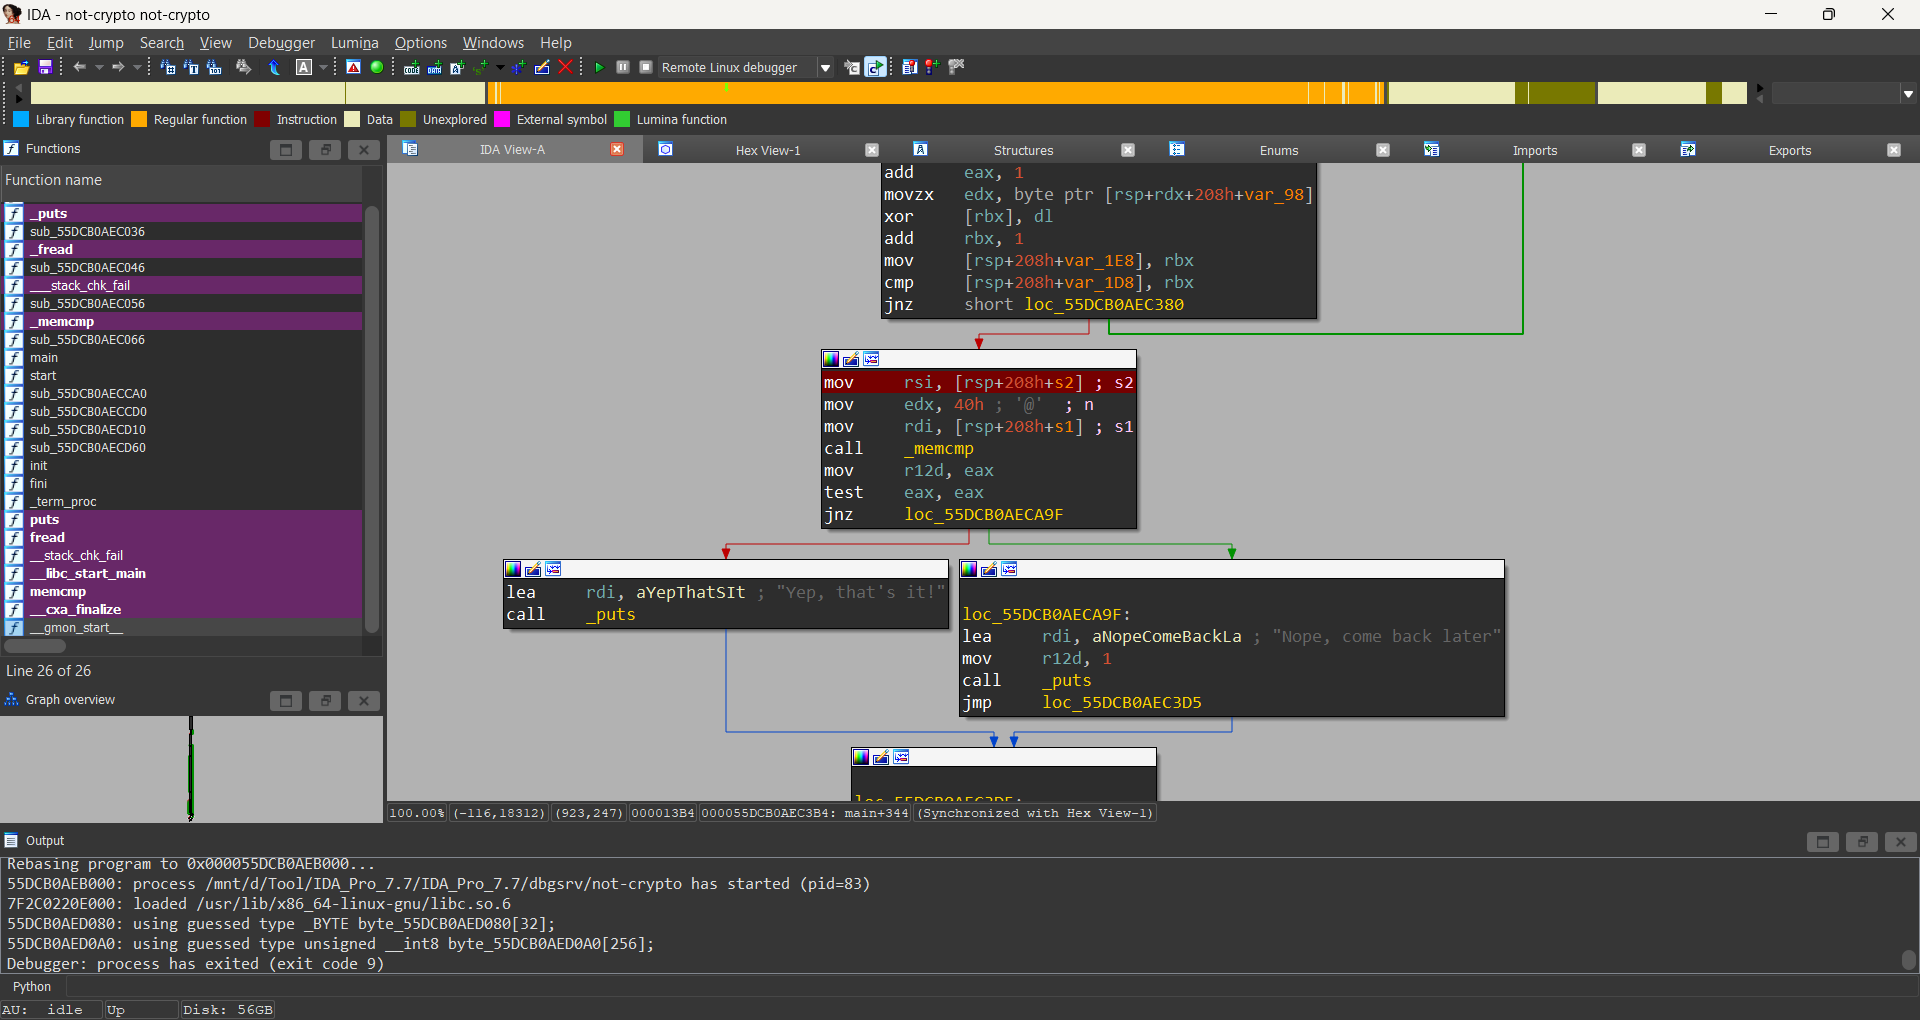 IDA - not-crypto not-crypto
File Edit Jump Search View Debugger Lumina Options Windows Help
Remote Linux debugger
Library function Regular function Instruction Data Unexplored External symbol Lumina function
Functions
Function name
_puts
sub_55DCB0AEC036
_fread
sub_55DCB0AEC046
___stack_chk_fail
sub_55DCB0AEC056
_memcmp
sub_55DCB0AEC066
main
start
sub_55DCB0AECCA0
sub_55DCB0AECCD0
sub_55DCB0AECD10
sub_55DCB0AECD60
init
fini
_term_proc
puts
fread
__stack_chk_fail
__libc_start_main
memcmp
__cxa_finalize
__gmon_start__
Line 26 of 26
Graph overview
IDA View-A Hex View-1 Structures Enums Imports Exports
add eax, 1
movzx edx, byte ptr [rsp+rdx+208h+var_98]
xor [rbx], dl
add rbx, 1
mov [rsp+208h+var_1E8], rbx
cmp [rsp+208h+var_1D8], rbx
jnz short loc_55DCB0AEC380
mov rsi, [rsp+208h+s2] ; s2
mov edx, 40h ; '@' ; n
mov rdi, [rsp+208h+s1] ; s1
call _memcmp
mov r12d, eax
test eax, eax
jnz loc_55DCB0AECA9F
lea rdi, aYepThatSIt ; "Yep, that's it!"
call _puts
loc_55DCB0AECA9F:
lea rdi, aNopeComeBackLa ; "Nope, come back later"
mov r12d, 1
call _puts
jmp loc_55DCB0AEC3D5
loc_55DCB0AEC3D5:
100.00% (-116,18312) (923,247) 000013B4 000055DCB0AEC3B4: main+344 (Synchronized with Hex View-1)
Output
Rebasing program to 0x000055DCB0AEB000...
55DCB0AEB000: process /mnt/d/Tool/IDA_Pro_7.7/IDA_Pro_7.7/dbgsrv/not-crypto has started (pid=83)
7F2C0220E000: loaded /usr/lib/x86_64-linux-gnu/libc.so.6
55DCB0AED080: using guessed type _BYTE byte_55DCB0AED080[32];
55DCB0AED0A0: using guessed type unsigned __int8 byte_55DCB0AED0A0[256];
Debugger: process has exited (exit code 9)
Python
AU: idle Up Disk: 56GB